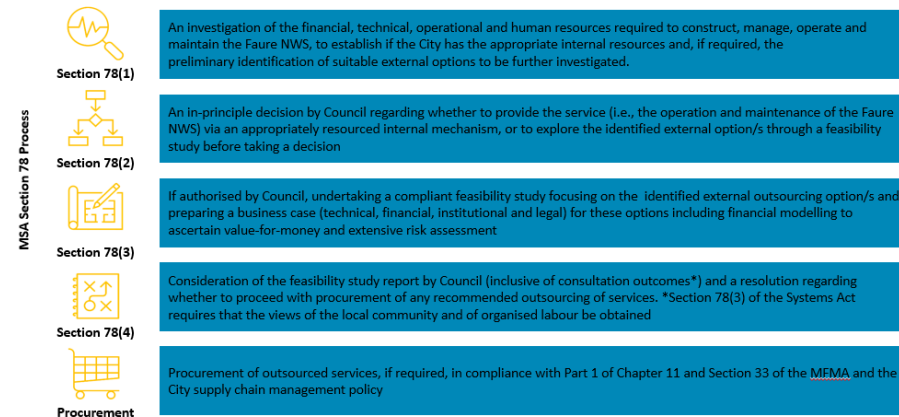 MSA Section 78 Process
Section 78(1)
An investigation of the financial, technical, operational and human resources required to construct, manage, operate and
maintain the Faure NWS, to establish if the City has the appropriate internal resources and, if required, the
preliminary identification of suitable external options to be further investigated.
Section 78(2)
An in-principle decision by Council regarding whether to provide the service (i.e., the operation and maintenance of the Faure
NWS) via an appropriately resourced internal mechanism, or to explore the identified external option/s through a feasibility
study before taking a decision
Section 78(3)
If authorised by Council, undertaking a compliant feasibility study focusing on the identified external outsourcing option/s and
preparing a business case (technical, financial, institutional and legal) for these options including financial modelling to
ascertain value-for-money and extensive risk assessment
Section 78(4)
Consideration of the feasibility study report by Council (inclusive of consultation outcomes*) and a resolution regarding
whether to proceed with procurement of any recommended outsourcing of services. *Section 78(3) of the Systems Act
requires that the views of the local community and of organised labour be obtained
Procurement
Procurement of outsourced services, if required, in compliance with Part 1 of Chapter 11 and Section 33 of the MFMA and the
City supply chain management policy